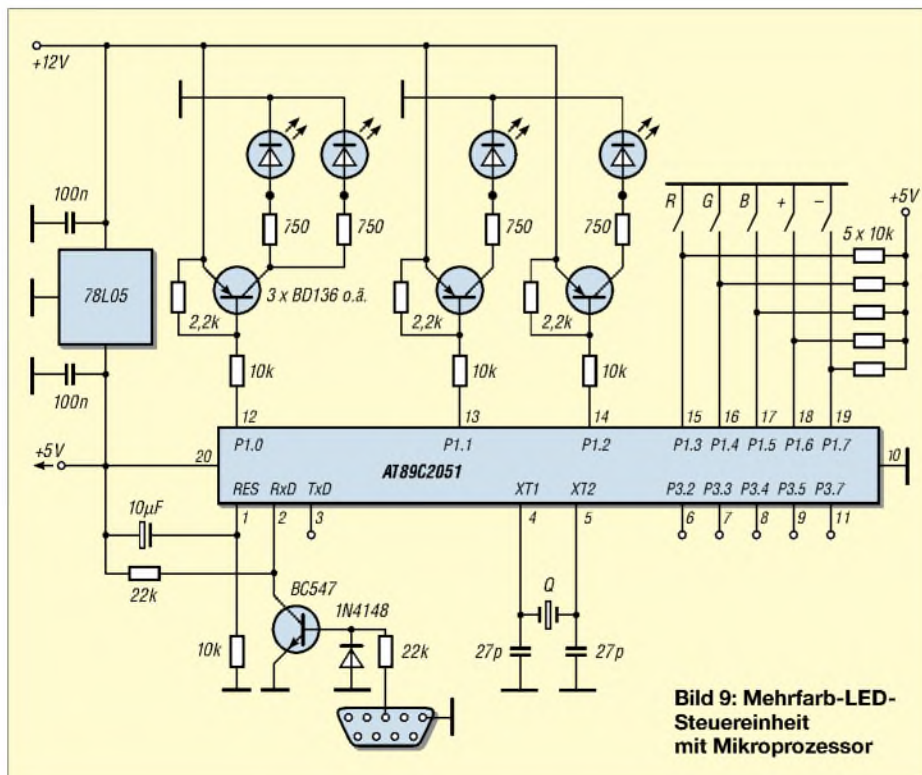 +12V
100n
78L05
100n
+5V
750
750
750
750
3 x BD136 o.ä.
2,2k
2,2k
2,2k
10k
10k
10k
R
G
B
+
−
+5V
5 x 10k
12
13
14
15
16
17
18
19
P1.0
P1.1
P1.2
P1.3
P1.4
P1.5
P1.6
P1.7
20
AT89C2051
10
RES
RxD
TxD
XT1
XT2
P3.2
P3.3
P3.4
P3.5
P3.7
1
2
3
4
5
6
7
8
9
11
10µF
22k
BC547
1N4148
10k
22k
Q
27p
27p
Bild 9: Mehrfarb-LED-
Steuereinheit
mit Mikroprozessor